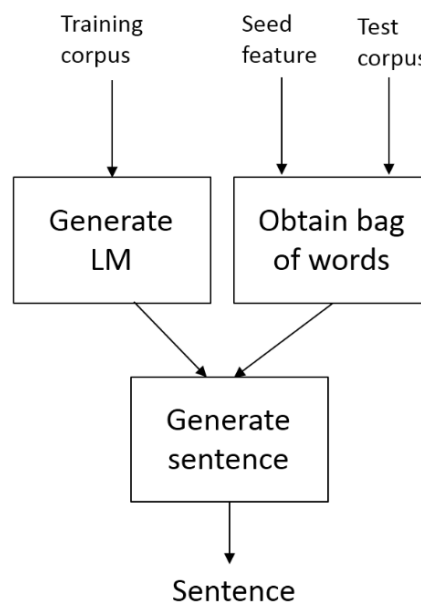 Training
corpus
Seed
feature
Test
corpus
Generate
LM
Obtain bag
of words
Generate
sentence
Sentence